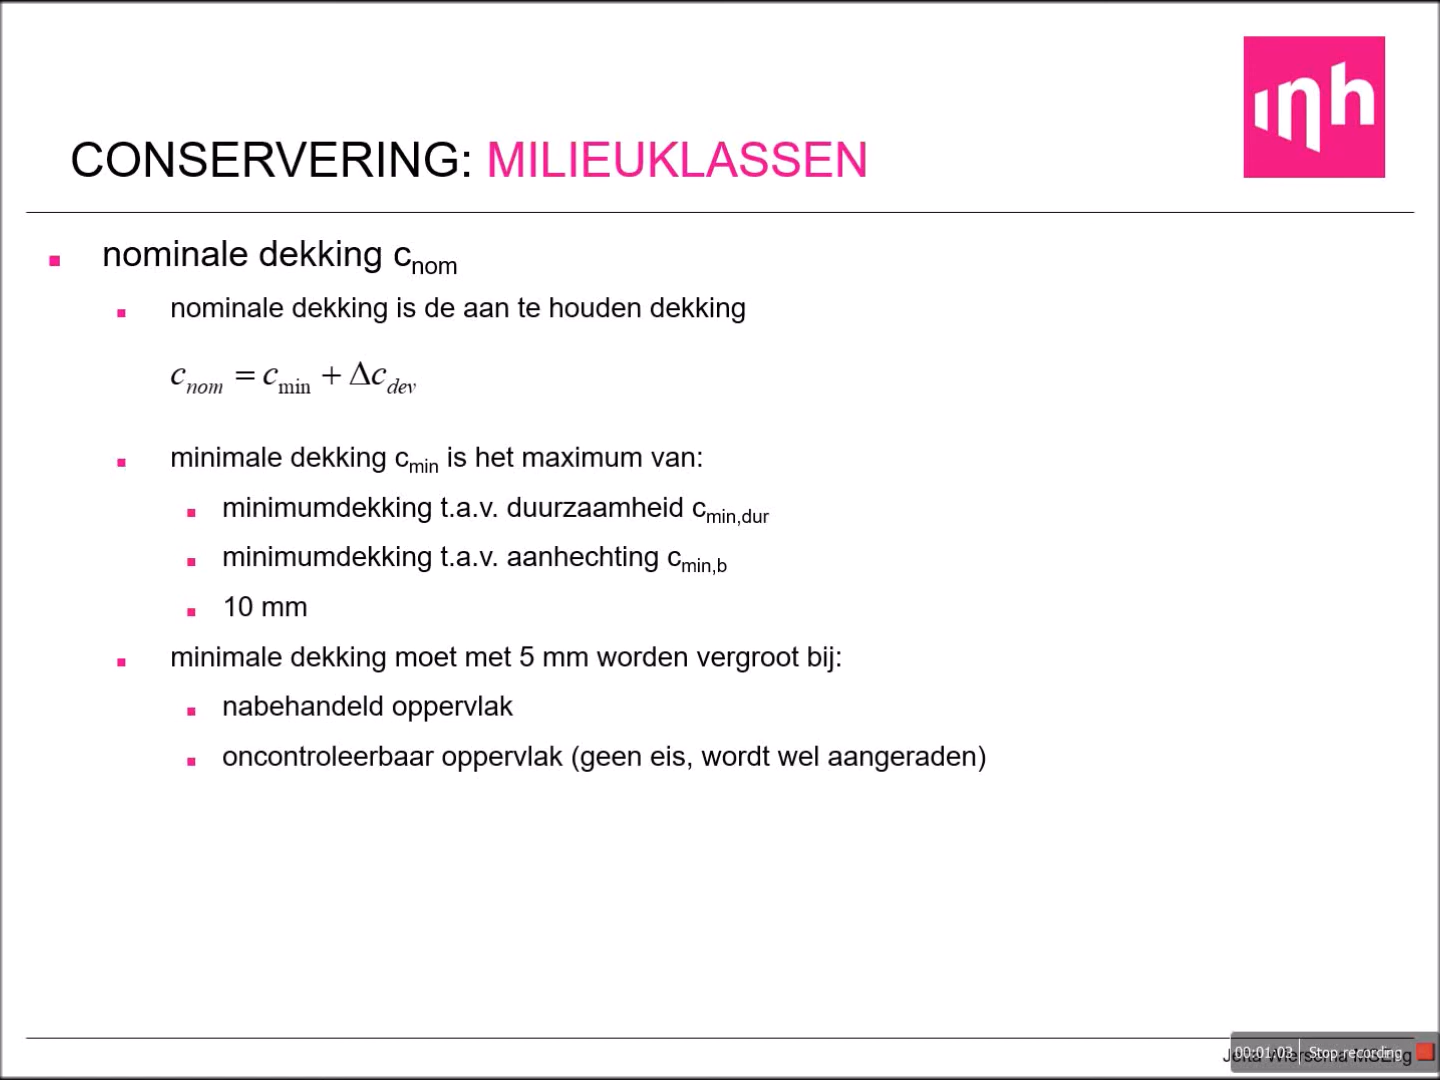 inh
CONSERVERING: MILIEUKLASSEN
nominale dekking cnom
nominale dekking is de aan te houden dekking
cnom = cmin + Δcdev
minimale dekking cmin is het maximum van:
minimumdekking t.a.v. duurzaamheid cmin,dur
minimumdekking t.a.v. aanhechting cmin,b
10 mm
minimale dekking moet met 5 mm worden vergroot bij:
nabehandeld oppervlak
oncontroleerbaar oppervlak (geen eis, wordt wel aangeraden)
00:01:03 Stop recording